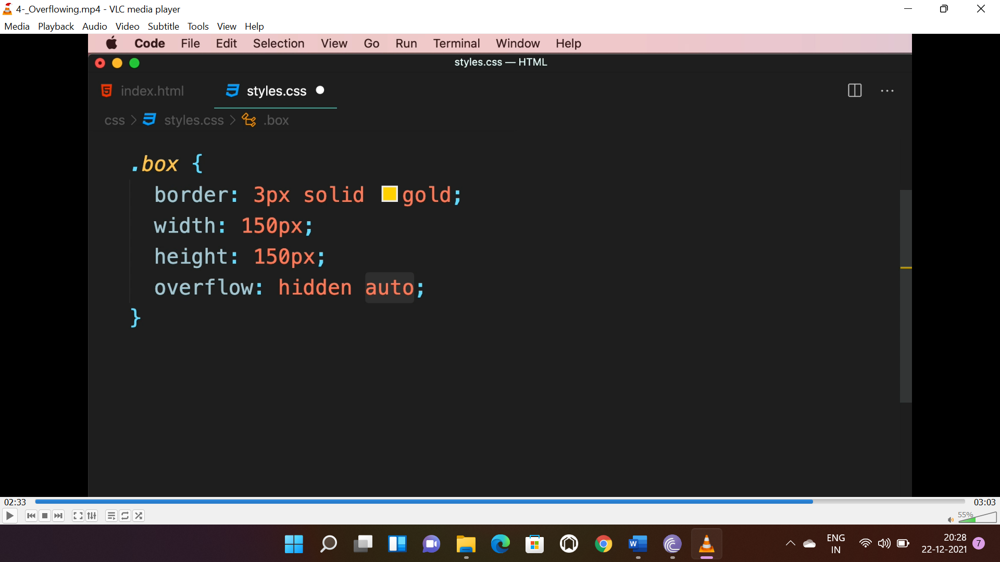 4-_Overflowing.mp4 - VLC media player
Media Playback Audio Video Subtitle Tools View Help
Code File Edit Selection View Go Run Terminal Window Help
styles.css — HTML
index.html styles.css
css > styles.css > .box
.box {
border: 3px solid gold;
width: 150px;
height: 150px;
overflow: hidden auto;
}
02:33 03:03
55%
ENG
IN
20:28
22-12-2021
7